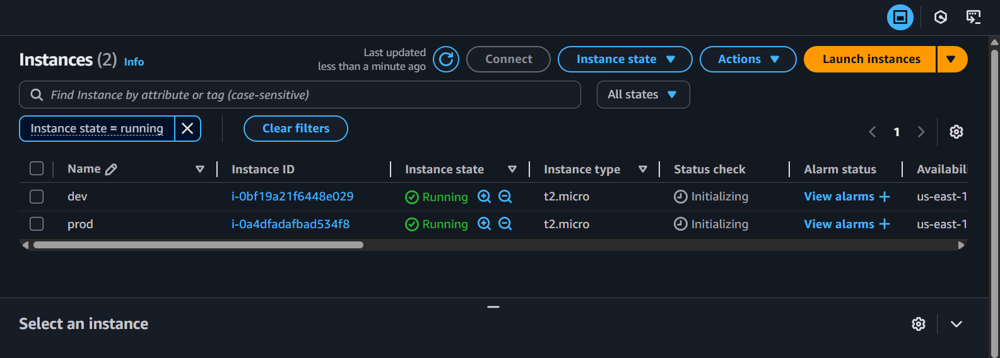 Instances (2) Info
Last updated
less than a minute ago
Connect
Instance state
Actions
Launch instances
Find Instance by attribute or tag (case-sensitive)
All states
Instance state = running
Clear filters
1
Name Instance ID Instance state Instance type Status check Alarm status Availabili
dev i-0bf19a21f6448e029 Running t2.micro Initializing View alarms + us-east-1
prod i-0a4dfadafbad534f8 Running t2.micro Initializing View alarms + us-east-1
Select an instance